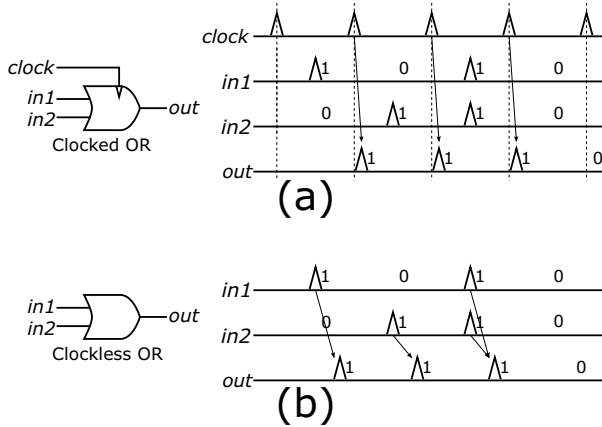 clock
clock
in1
in2
out
Clocked OR
in1 1 0 1 0
in2 0 1 1 0
out 1 1 1 0
(a)
in1
in2
out
Clockless OR
in1 1 0 1 0
in2 0 1 1 0
out 1 1 1 0
(b)